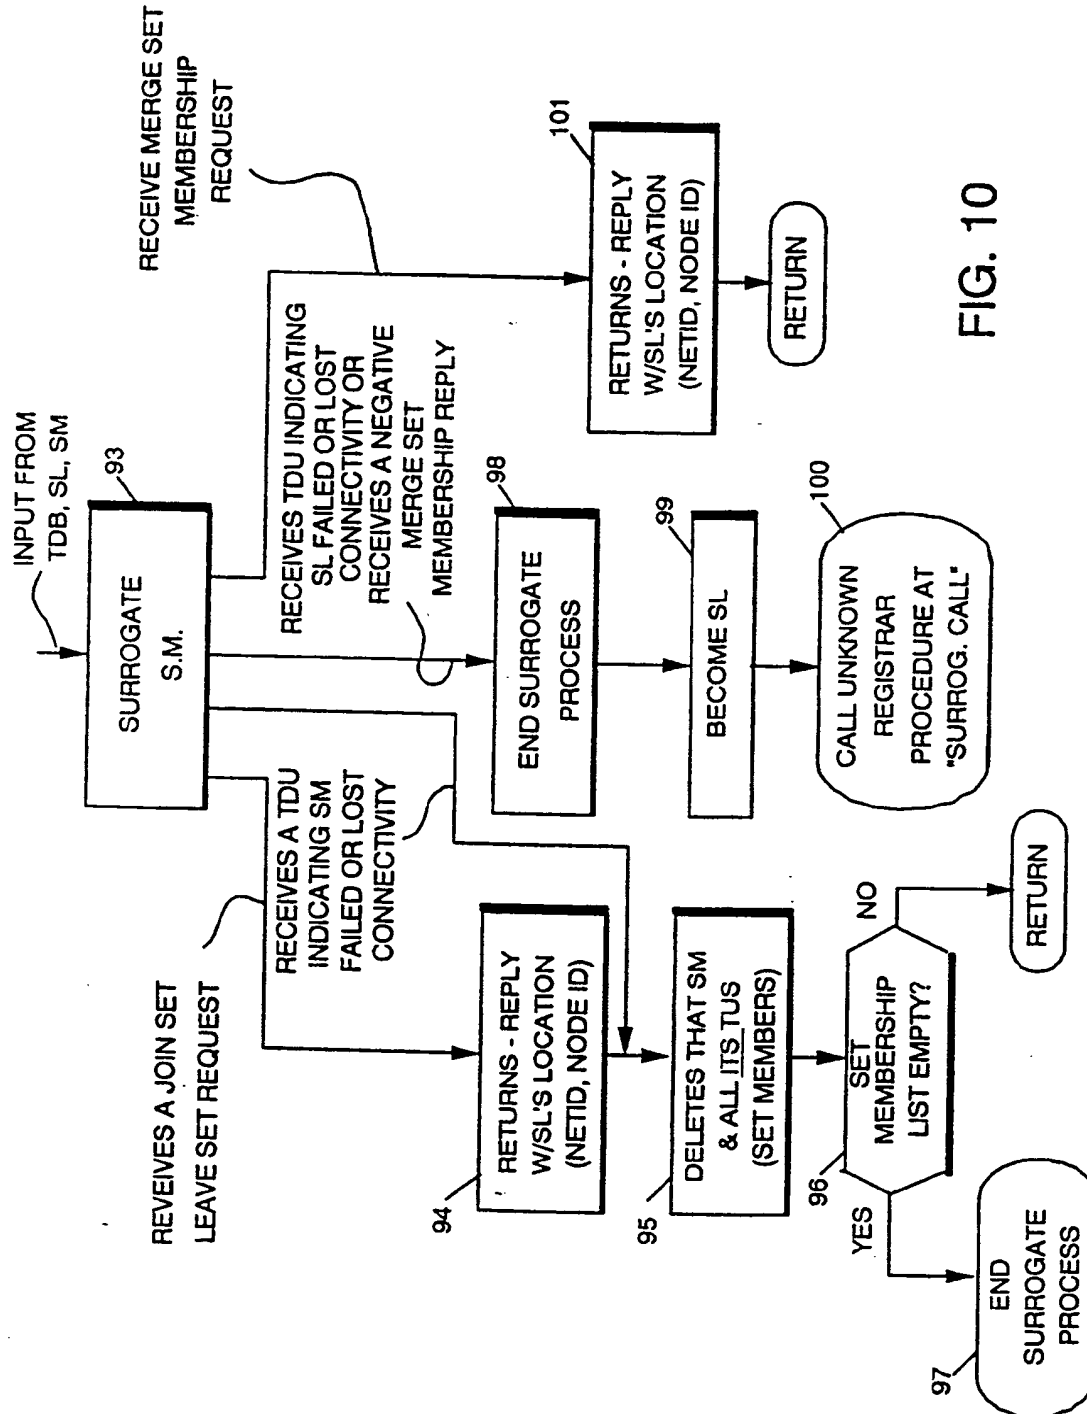 INPUT FROM
TDB, SL, SM
93
SURROGATE
S.M.
REVEIVES A JOIN SET
LEAVE SET REQUEST
RECEIVES A TDU
INDICATING SM
FAILED OR LOST
CONNECTIVITY
RECEIVES TDU INDICATING
SL FAILED OR LOST
CONNECTIVITY OR
RECEIVES A NEGATIVE
MERGE SET
MEMBERSHIP REPLY
RECEIVE MERGE SET
MEMBERSHIP
REQUEST
94
RETURNS - REPLY
W/SL'S LOCATION
(NETID, NODE ID)
95
DELETES THAT SM
& ALL ITS TUS
(SET MEMBERS)
96
SET
MEMBERSHIP
LIST EMPTY?
YES
NO
97
END
SURROGATE
PROCESS
RETURN
98
END SURROGATE
PROCESS
99
BECOME SL
100
CALL UNKNOWN
REGISTRAR
PROCEDURE AT
"SURROG. CALL"
101
RETURNS - REPLY
W/SL'S LOCATION
(NETID, NODE ID)
RETURN
FIG. 10